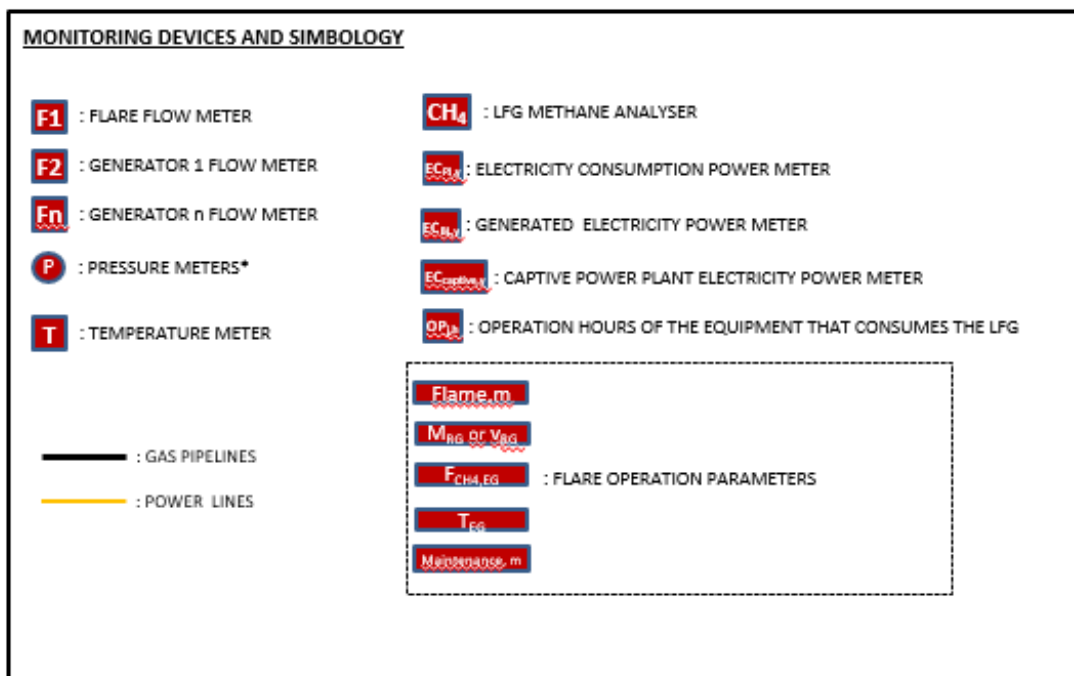 MONITORING DEVICES AND SIMBOLOGY
F1 : FLARE FLOW METER
F2 : GENERATOR 1 FLOW METER
Fn : GENERATOR n FLOW METER
P : PRESSURE METERS*
T : TEMPERATURE METER
: GAS PIPELINES
: POWER LINES
CH4 : LFG METHANE ANALYSER
ECPJ,y : ELECTRICITY CONSUMPTION POWER METER
ECBL,y : GENERATED ELECTRICITY POWER METER
ECcaptive,y : CAPTIVE POWER PLANT ELECTRICITY POWER METER
OPj,h : OPERATION HOURS OF THE EQUIPMENT THAT CONSUMES THE LFG
Flame,m
MRG or VRG
FCH4,EG : FLARE OPERATION PARAMETERS
TEG
Maintenance, m